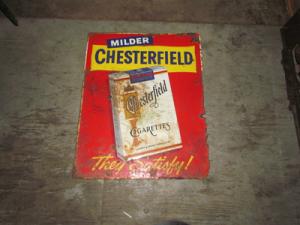 MILDER
CHESTERFIELD
Chesterfield
CIGARETTES
They Satisfy!